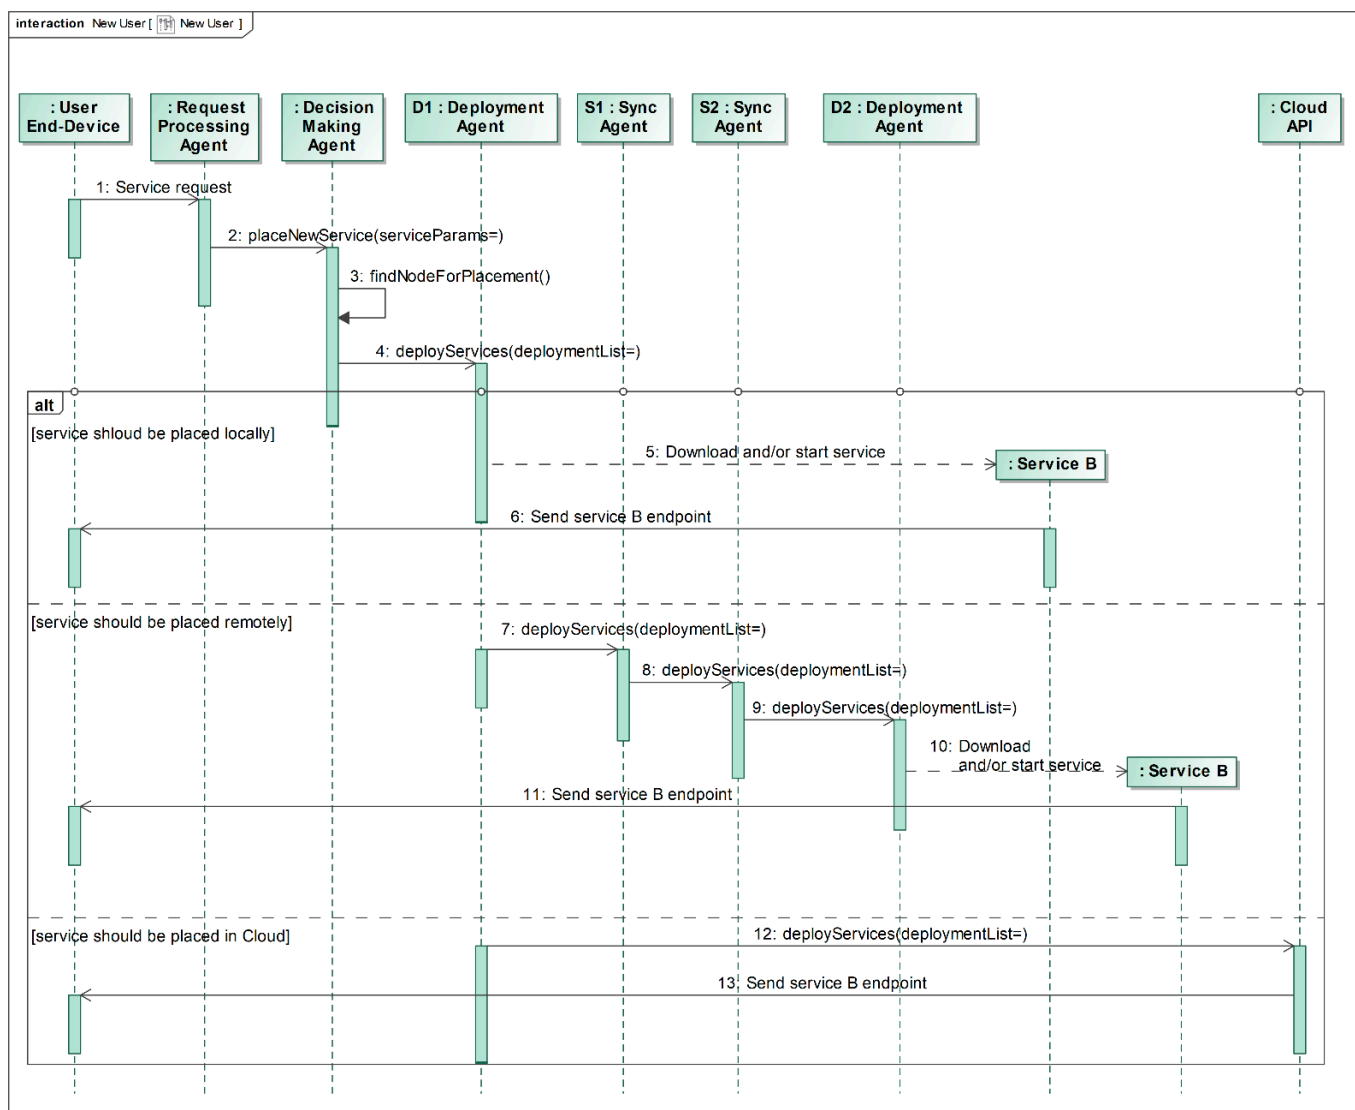 interaction New User [ New User ]
: User
End-Device
: Request
Processing
Agent
: Decision
Making
Agent
D1 : Deployment
Agent
S1 : Sync
Agent
S2 : Sync
Agent
D2 : Deployment
Agent
: Cloud
API
1: Service request
2: placeNewService(serviceParams=)
3: findNodeForPlacement()
4: deployServices(deploymentList=)
alt
[service shloud be placed locally]
5: Download and/or start service
: Service B
6: Send service B endpoint
[service should be placed remotely]
7: deployServices(deploymentList=)
8: deployServices(deploymentList=)
9: deployServices(deploymentList=)
10: Download
and/or start service
: Service B
11: Send service B endpoint
[service should be placed in Cloud]
12: deployServices(deploymentList=)
13: Send service B endpoint